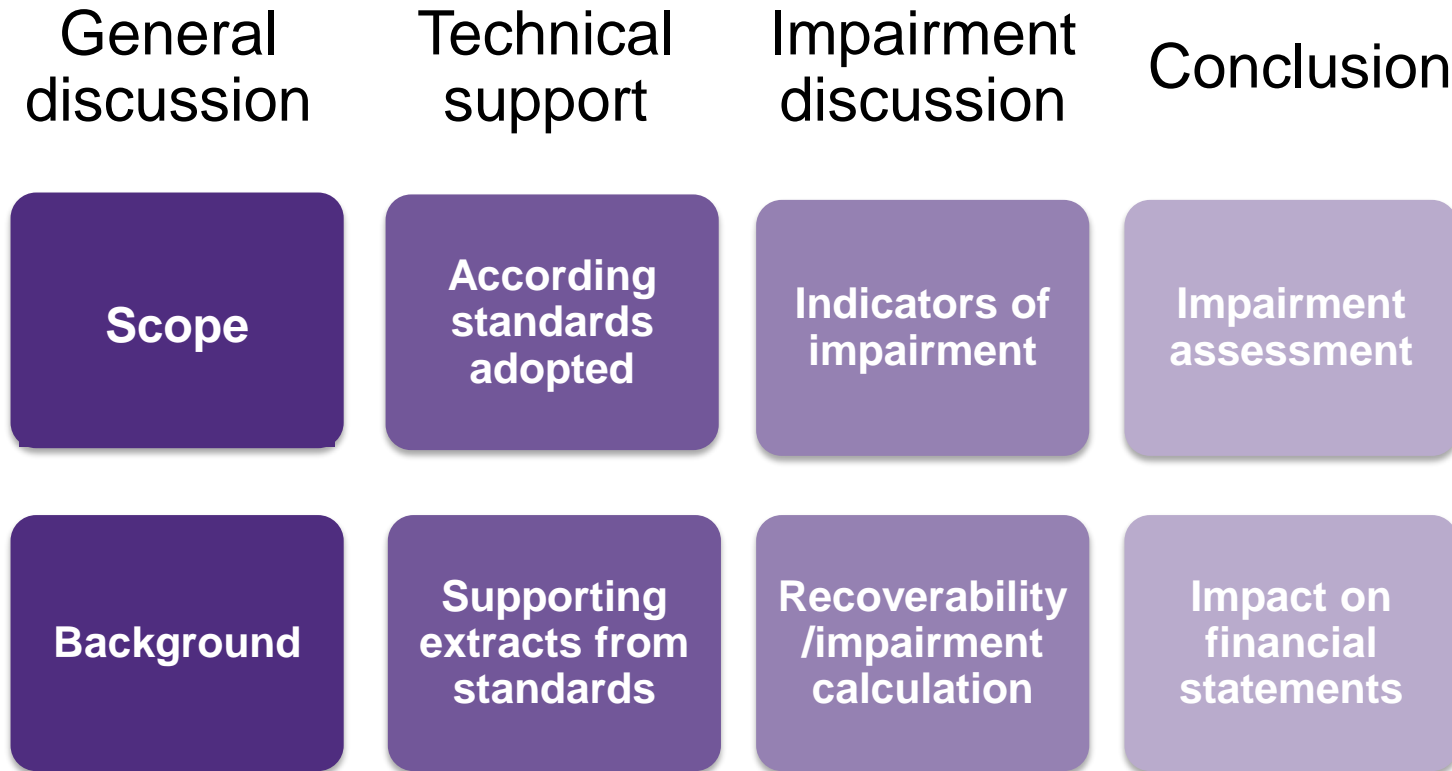 General
discussion
Technical
support
Impairment
discussion
Conclusion
Scope
According
standards
adopted
Indicators of
impairment
Impairment
assessment
Background
Supporting
extracts from
standards
Recoverability
/impairment
calculation
Impact on
financial
statements